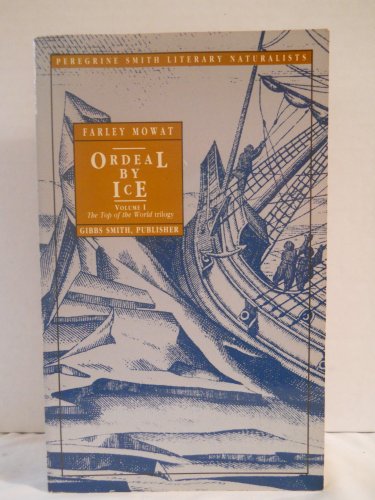 PEREGRINE SMITH LITERARY NATURALISTS
FARLEY MOWAT
ORDEAL
BY
ICE
VOLUME I
The Top of the World trilogy
GIBBS SMITH, PUBLISHER